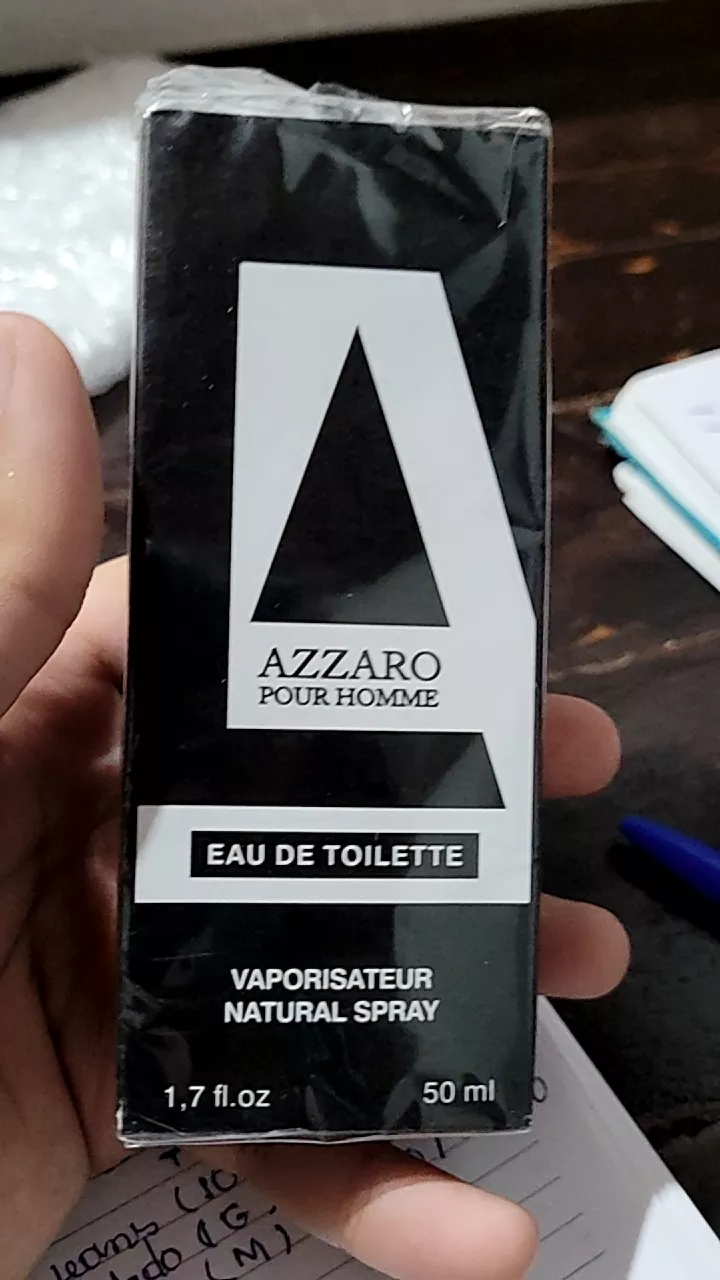 AZZARO
POUR HOMME
EAU DE TOILETTE
VAPORISATEUR
NATURAL SPRAY
1,7 fl.oz 50 ml
(G
(M)